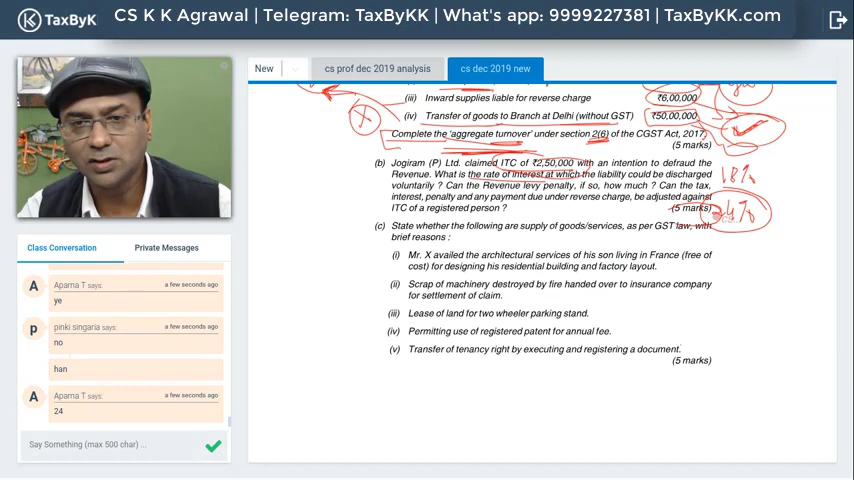 CS K K Agrawal | Telegram: TaxByKK | What's app: 9999227381 | TaxByKK.com
TaxByK
New
cs prof dec 2019 analysis
cs dec 2019 new
(iii) Inward supplies liable for reverse charge ₹6,00,000
(iv) Transfer of goods to Branch at Delhi (without GST) ₹50,00,000
Complete the 'aggregate turnover' under section 2(6) of the CGST Act, 2017.
(5 marks)
(b) Jogiram (P) Ltd. claimed ITC of ₹2,50,000 with an intention to defraud the
Revenue. What is the rate of interest at which the liability could be discharged
voluntarily ? Can the Revenue levy penalty, if so, how much ? Can the tax,
interest, penalty and any payment due under reverse charge, be adjusted against
ITC of a registered person ? (5 marks)
18%
24%
(c) State whether the following are supply of goods/services, as per GST law, with
brief reasons :
(i) Mr. X availed the architectural services of his son living in France (free of
cost) for designing his residential building and factory layout.
(ii) Scrap of machinery destroyed by fire handed over to insurance company
for settlement of claim.
(iii) Lease of land for two wheeler parking stand.
(iv) Permitting use of registered patent for annual fee.
(v) Transfer of tenancy right by executing and registering a document.
(5 marks)
Class Conversation
Private Messages
A
Aparna T says: a few seconds ago
ye
p
pinki singaria says: a few seconds ago
no
han
A
Aparna T says: a few seconds ago
24
Say Something (max 500 char) ...